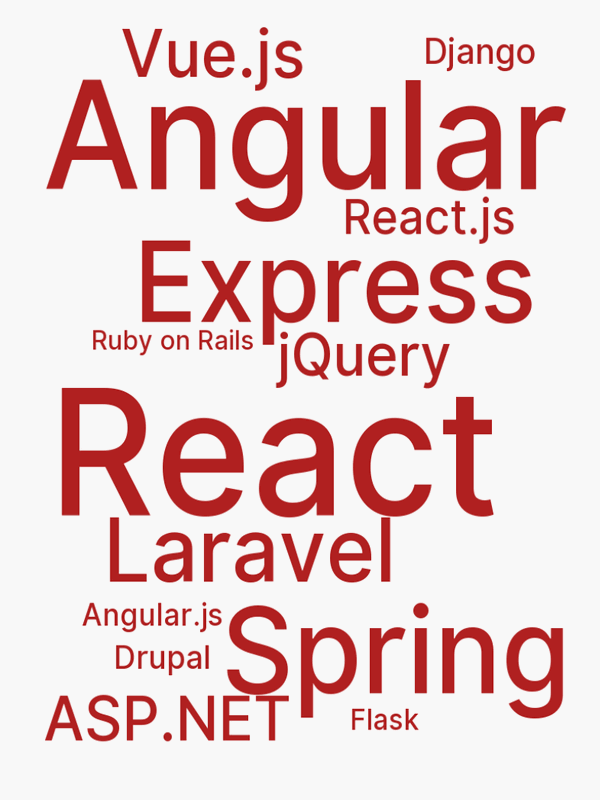 Vue.js
Django
Angular
React.js
Express
Ruby on Rails
jQuery
React
Laravel
Angular.js
Spring
Drupal
ASP.NET
Flask